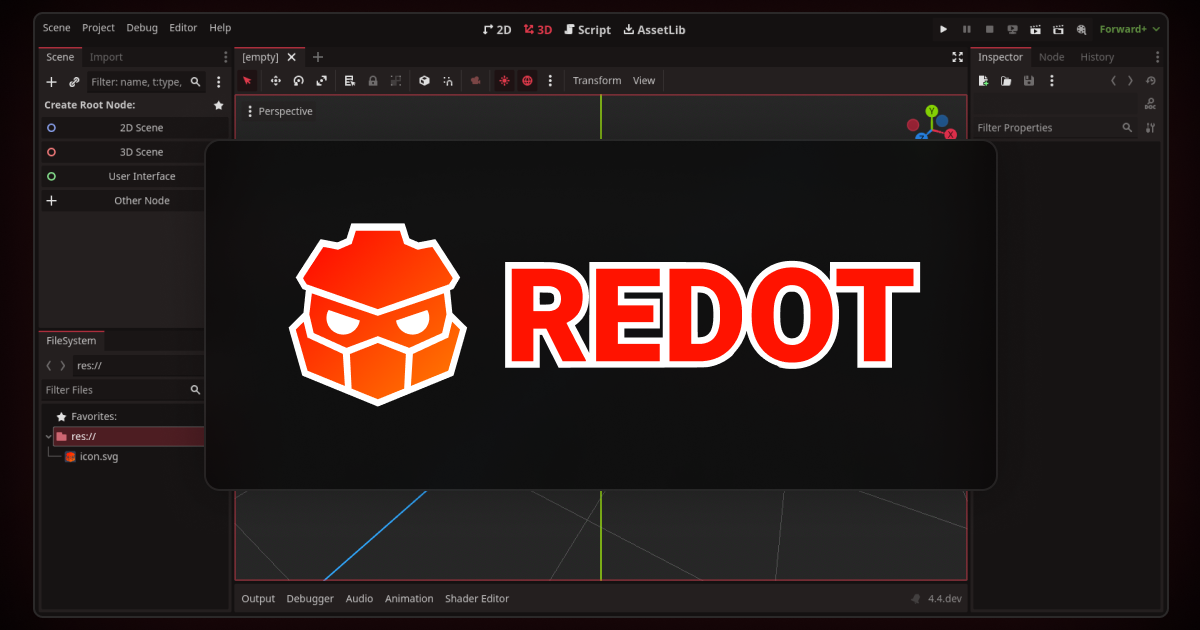 Scene Project Debug Editor Help
2D 3D Script AssetLib
Forward+
Scene Import
[empty]
Inspector Node History
Filter: name, t:type,
Transform View
Create Root Node:
Perspective
2D Scene
3D Scene
User Interface
Other Node
Filter Properties
DOC
Y
X
Z
REDOT
FileSystem
res://
Filter Files
Favorites:
res://
icon.svg
Output Debugger Audio Animation Shader Editor
4.4.dev